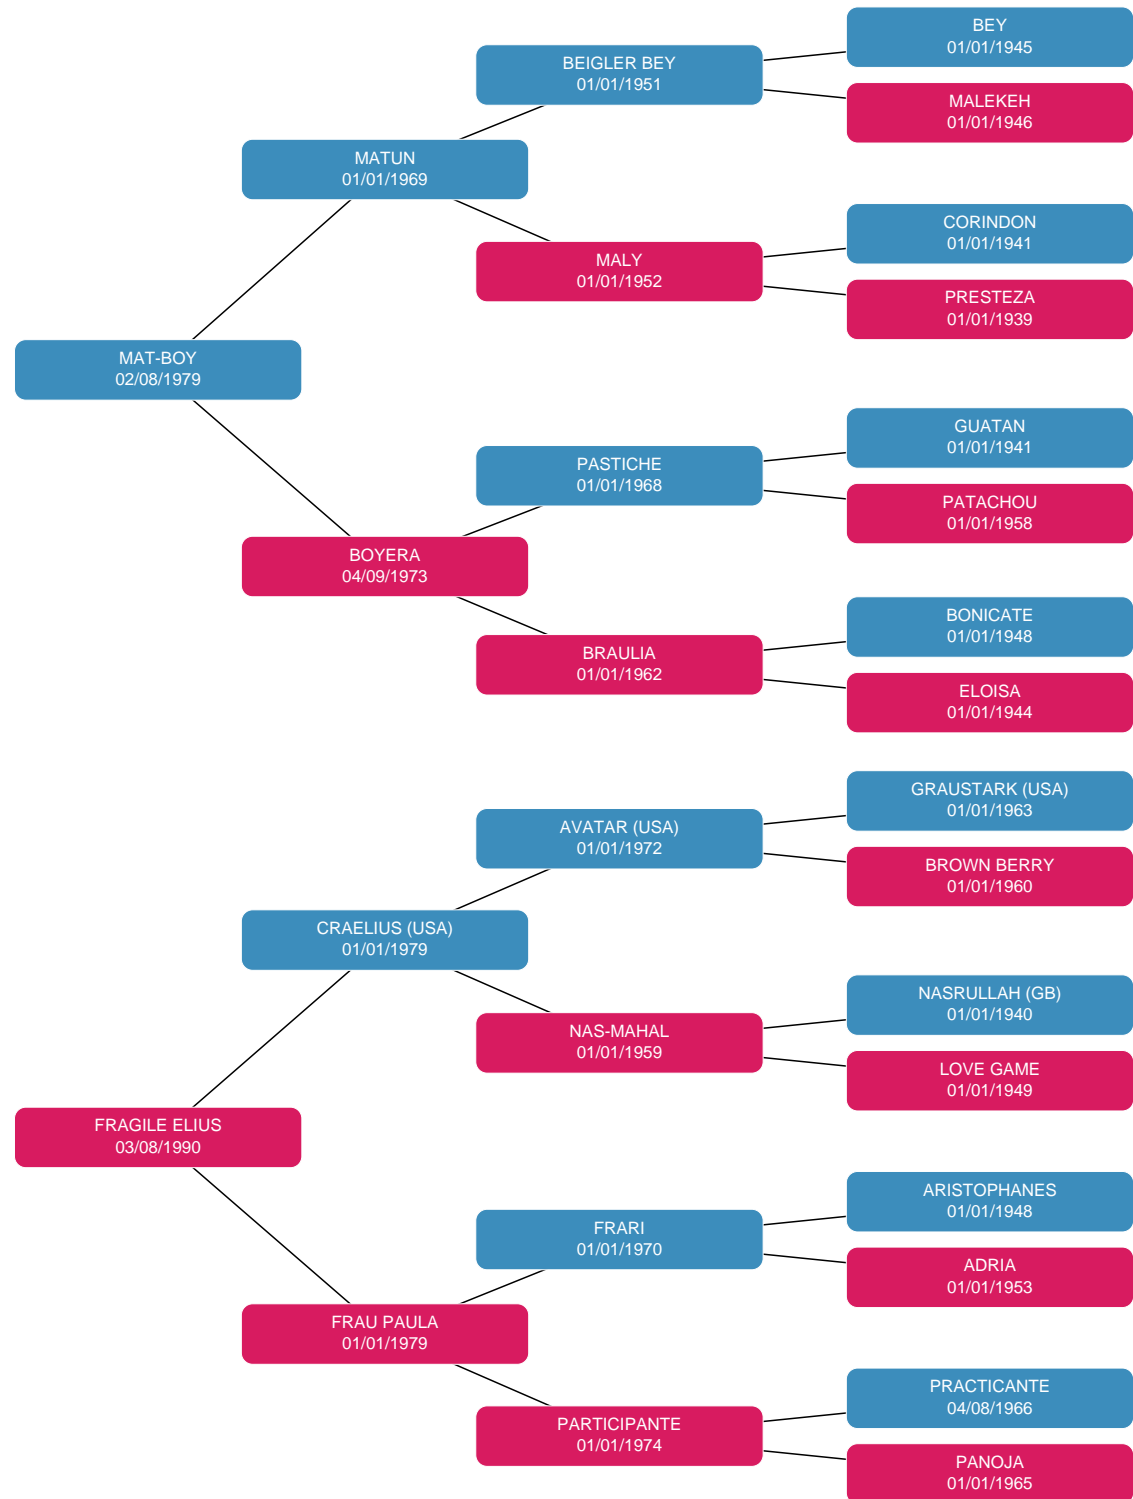 BEY
01/01/1945
BEIGLER BEY
01/01/1951
MALEKEH
01/01/1946
MATUN
01/01/1969
CORINDON
01/01/1941
MALY
01/01/1952
PRESTEZA
01/01/1939
MAT-BOY
02/08/1979
GUATAN
01/01/1941
PASTICHE
01/01/1968
PATACHOU
01/01/1958
BOYERA
04/09/1973
BONICATE
01/01/1948
BRAULIA
01/01/1962
ELOISA
01/01/1944
GRAUSTARK (USA)
01/01/1963
AVATAR (USA)
01/01/1972
BROWN BERRY
01/01/1960
CRAELIUS (USA)
01/01/1979
NASRULLAH (GB)
01/01/1940
NAS-MAHAL
01/01/1959
LOVE GAME
01/01/1949
FRAGILE ELIUS
03/08/1990
ARISTOPHANES
01/01/1948
FRARI
01/01/1970
ADRIA
01/01/1953
FRAU PAULA
01/01/1979
PRACTICANTE
04/08/1966
PARTICIPANTE
01/01/1974
PANOJA
01/01/1965